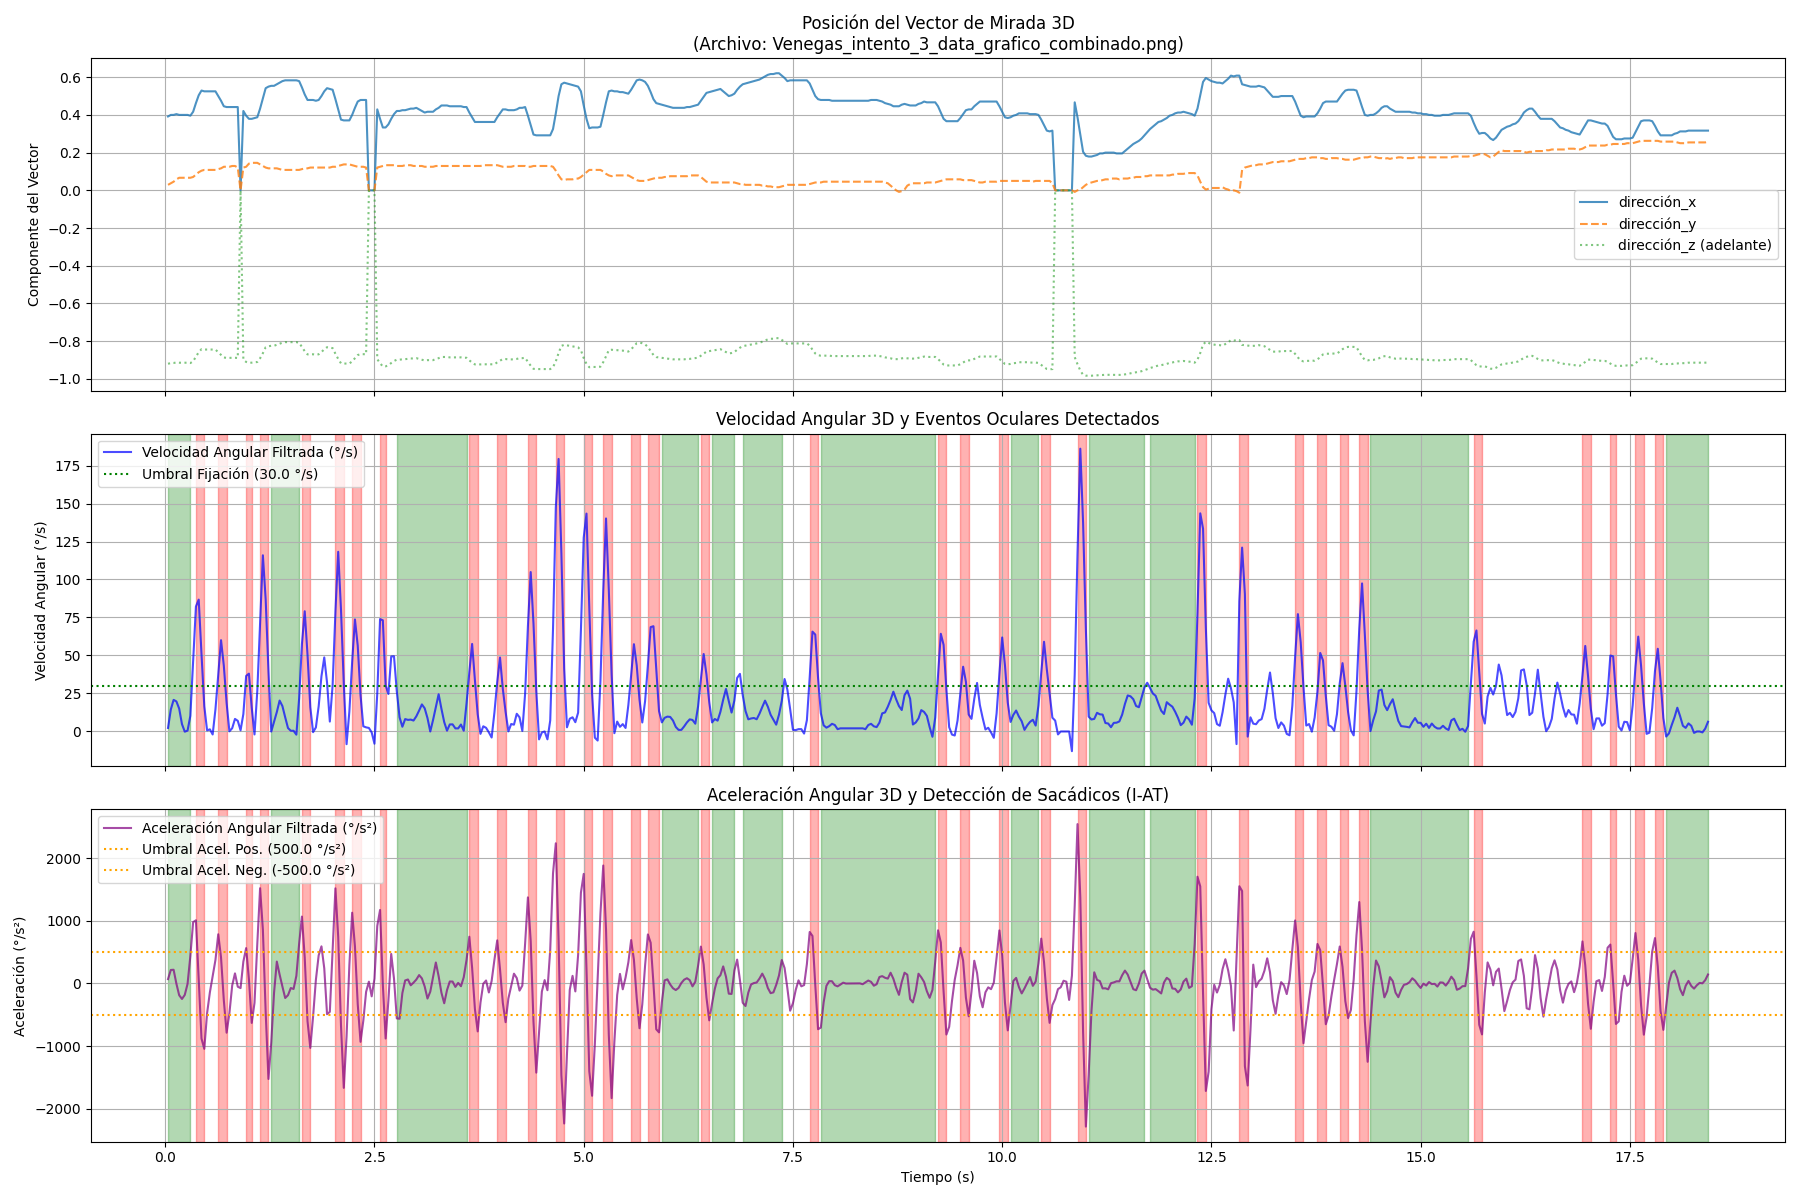 Posición del Vector de Mirada 3D
(Archivo: Venegas_intento_3_data_grafico_combinado.png)
Componente del Vector
0.6
0.4
0.2
0.0
−0.2
−0.4
−0.6
−0.8
−1.0
dirección_x
dirección_y
dirección_z (adelante)
Velocidad Angular 3D y Eventos Oculares Detectados
Velocidad Angular (°/s)
175
150
125
100
75
50
25
0
Velocidad Angular Filtrada (°/s)
Umbral Fijación (30.0 °/s)
Aceleración Angular 3D y Detección de Sacádicos (I-AT)
Aceleración (°/s²)
2000
1000
0
−1000
−2000
Aceleración Angular Filtrada (°/s²)
Umbral Acel. Pos. (500.0 °/s²)
Umbral Acel. Neg. (-500.0 °/s²)
0.0 2.5 5.0 7.5 10.0 12.5 15.0 17.5
Tiempo (s)